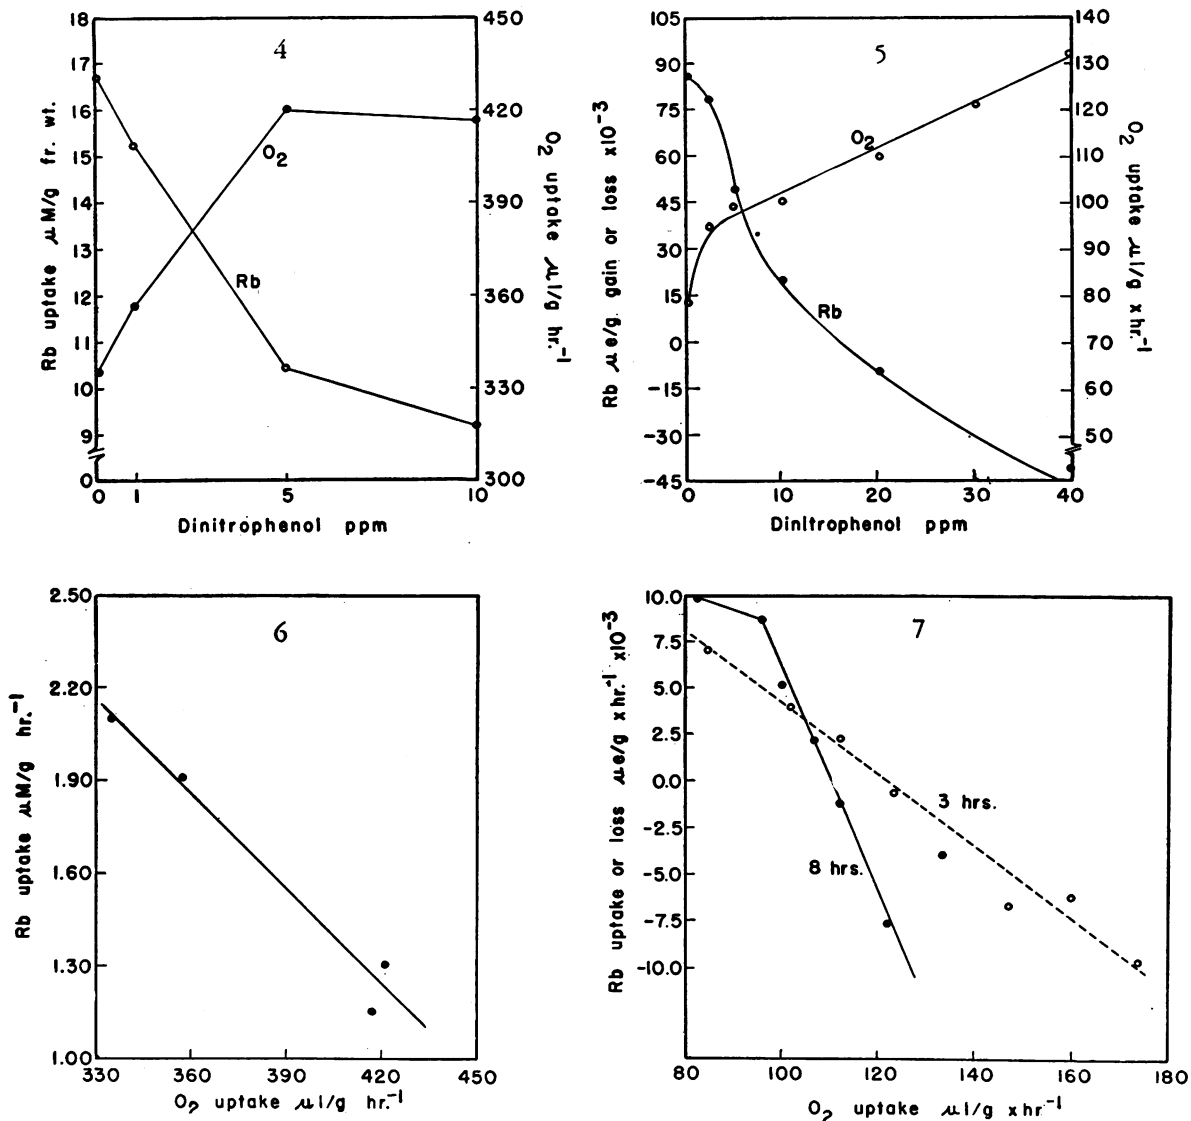 4
Rb uptake μM/g fr. wt.
18
17
16
15
14
13
12
11
10
9
0
O2 uptake μl/g hr.-1
450
420
390
360
330
300
O2
Rb
0 1 5 10
Dinitrophenol ppm
5
Rb μe/g gain or loss x10-3
105
90
75
60
45
30
15
0
-15
-30
-45
O2 uptake μl/g x hr.-1
140
130
120
110
100
90
80
70
60
50
40
O2
Rb
0 10 20 30 40
Dinitrophenol ppm
6
Rb uptake μM/g hr.-1
2.50
2.20
1.90
1.60
1.30
1.00
330 360 390 420 450
O2 uptake μl/g hr.-1
7
Rb uptake or loss μe/g x hr.-1 x10-3
10.0
7.5
5.0
2.5
0.0
-2.5
-5.0
-7.5
-10.0
3 hrs.
8 hrs.
80 100 120 140 160 180
O2 uptake μl/g x hr-1